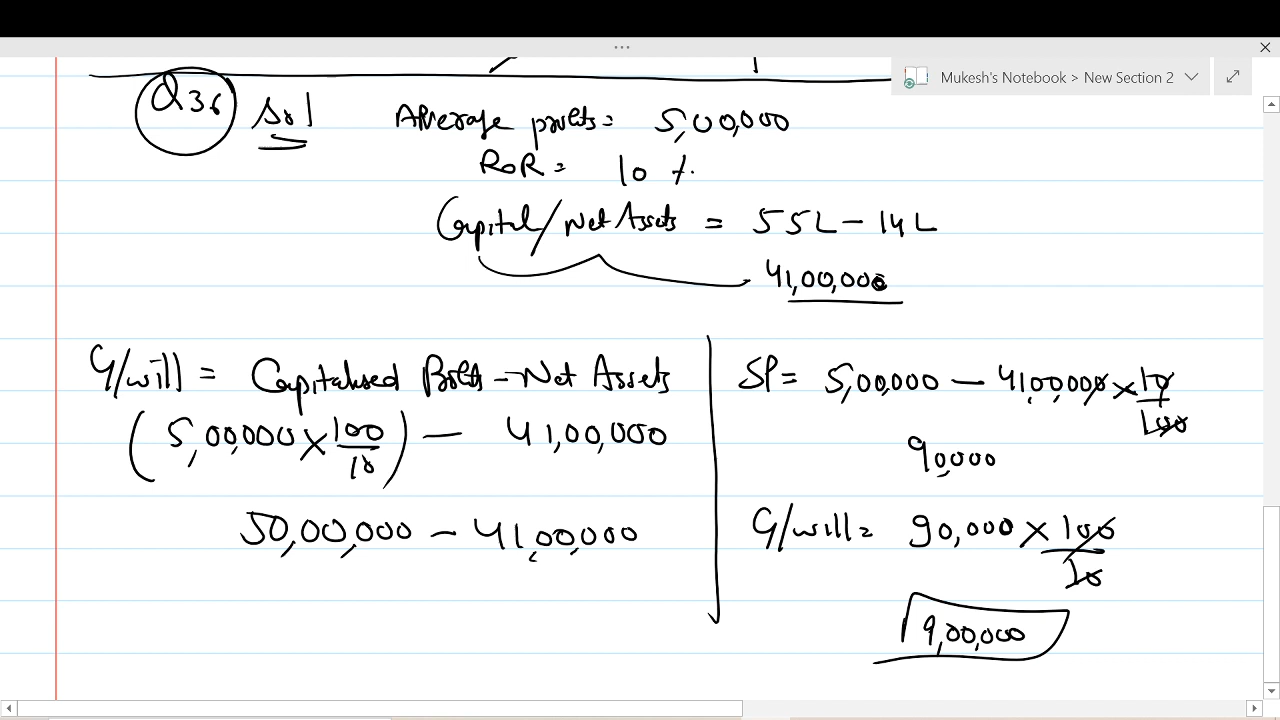 Mukesh's Notebook > New Section 2
Q36 Sol
Average profits = 5,00,000
ROR = 10 %
Capital/Net Assets = 55L - 14L
41,00,000
G/will = Capitalised Profits - Net Assets
(5,00,000 × 100/10) - 41,00,000
50,00,000 - 41,00,000
SP = 5,00,000 - 41,00,000 × 10/100
90,000
G/will = 90,000 × 100/10
9,00,000